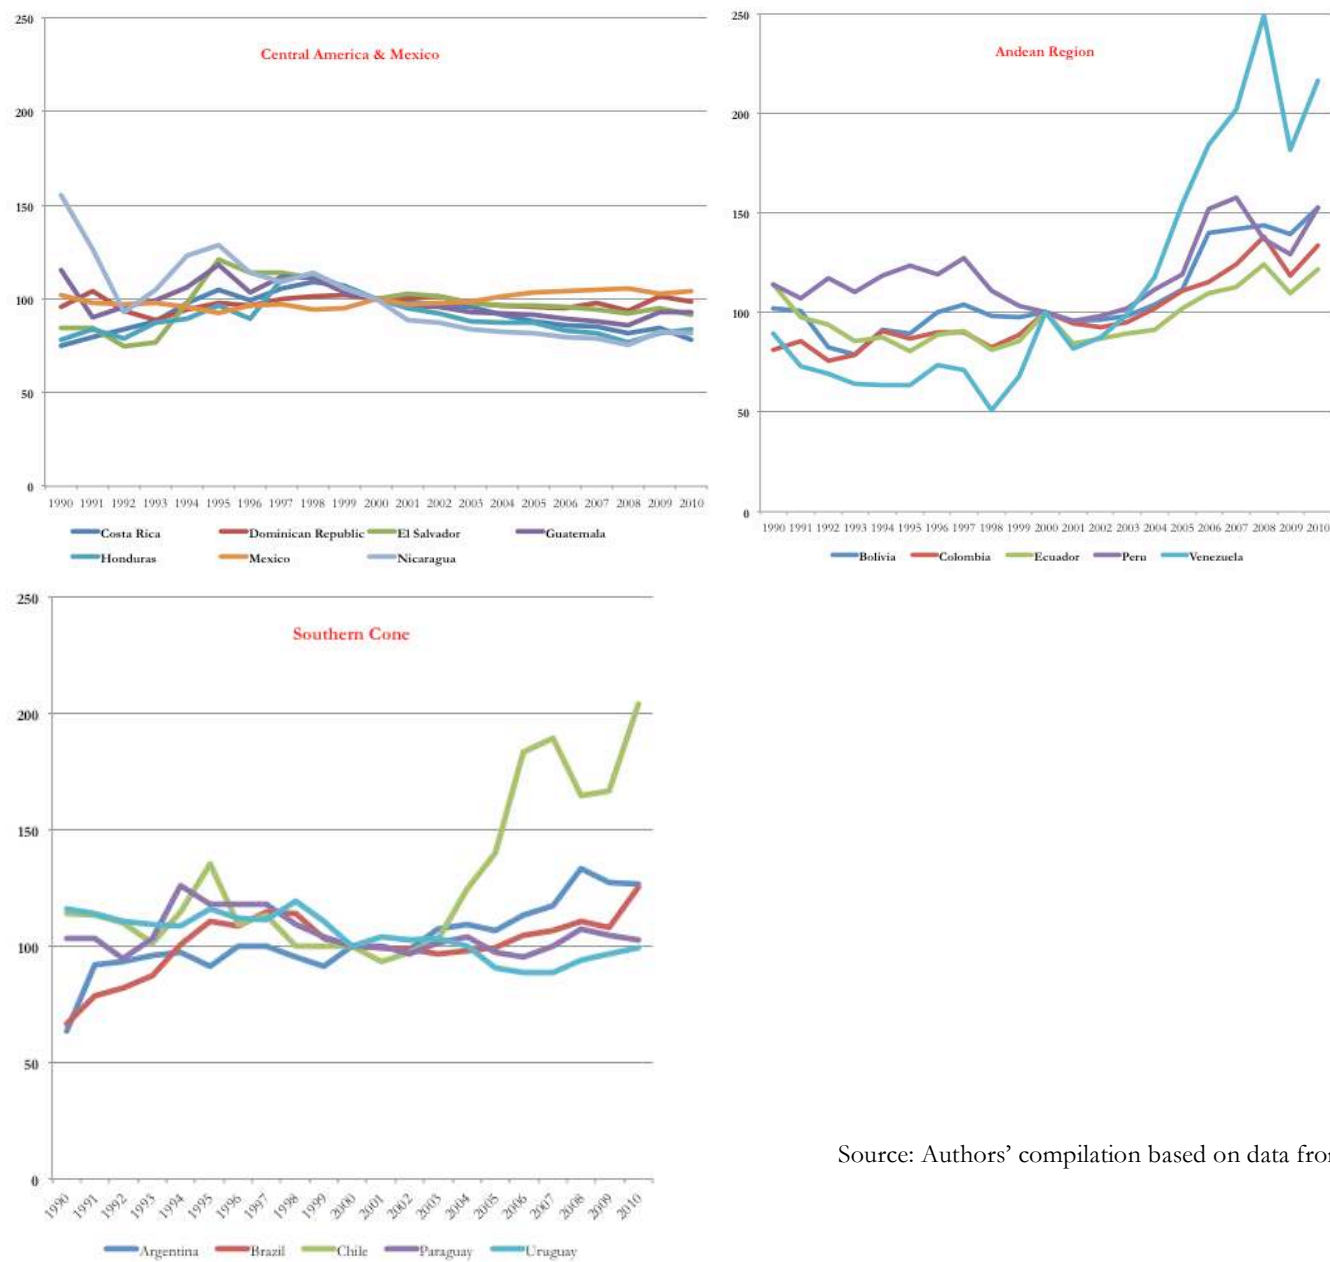 250
Central America & Mexico
200
150
100
50
0
1990 1991 1992 1993 1994 1995 1996 1997 1998 1999 2000 2001 2002 2003 2004 2005 2006 2007 2008 2009 2010
Costa Rica Dominican Republic El Salvador Guatemala
Honduras Mexico Nicaragua
250
Andean Region
200
150
100
50
0
1990 1991 1992 1993 1994 1995 1996 1997 1998 1999 2000 2001 2002 2003 2004 2005 2006 2007 2008 2009 2010
Bolivia Colombia Ecuador Peru Venezuela
250
Southern Cone
200
150
100
50
0
1990 1991 1992 1993 1994 1995 1996 1997 1998 1999 2000 2001 2002 2003 2004 2005 2006 2007 2008 2009 2010
Argentina Brazil Chile Paraguay Uruguay
Source: Authors’ compilation based on data from